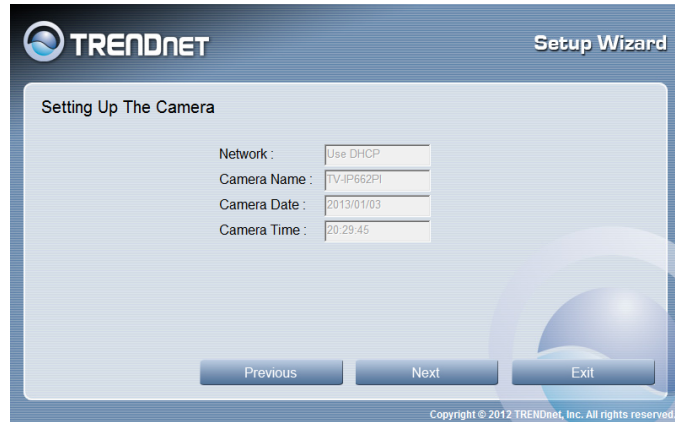 TRENDNET
Setup Wizard
Setting Up The Camera
Network : Use DHCP
Camera Name : TV-IP662PI
Camera Date : 2013/01/03
Camera Time : 20:29:45
Previous Next Exit
Copyright © 2012 TRENDnet, Inc. All rights reserved.